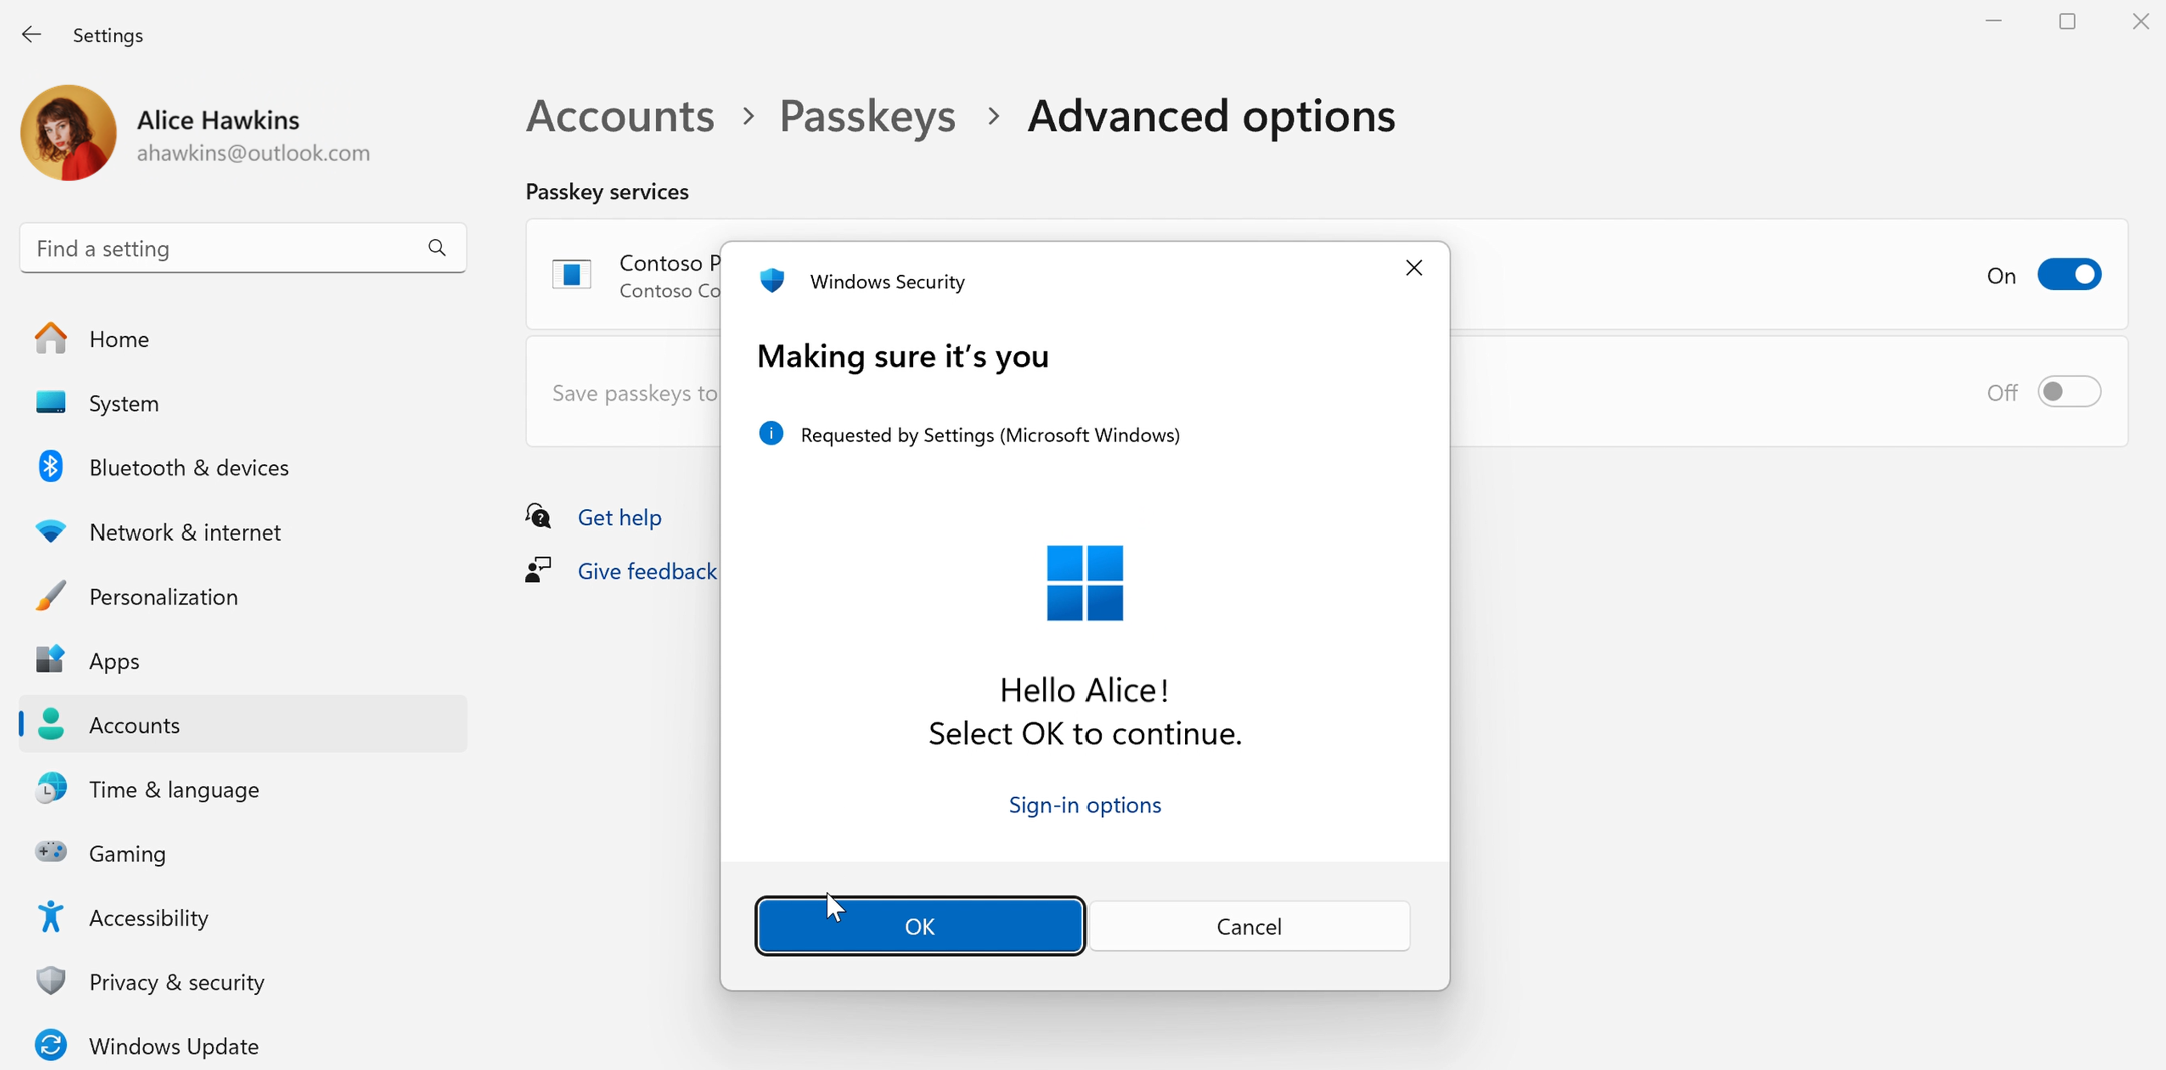 Settings
Alice Hawkins
ahawkins@outlook.com
Find a setting
Home
System
Bluetooth & devices
Network & internet
Personalization
Apps
Accounts
Time & language
Gaming
Accessibility
Privacy & security
Windows Update
Accounts > Passkeys > Advanced options
Passkey services
Contoso
On
Save passkeys to
Off
Get help
Give feedback
Windows Security
Making sure it's you
Requested by Settings (Microsoft Windows)
Hello Alice!
Select OK to continue.
Sign-in options
OK
Cancel